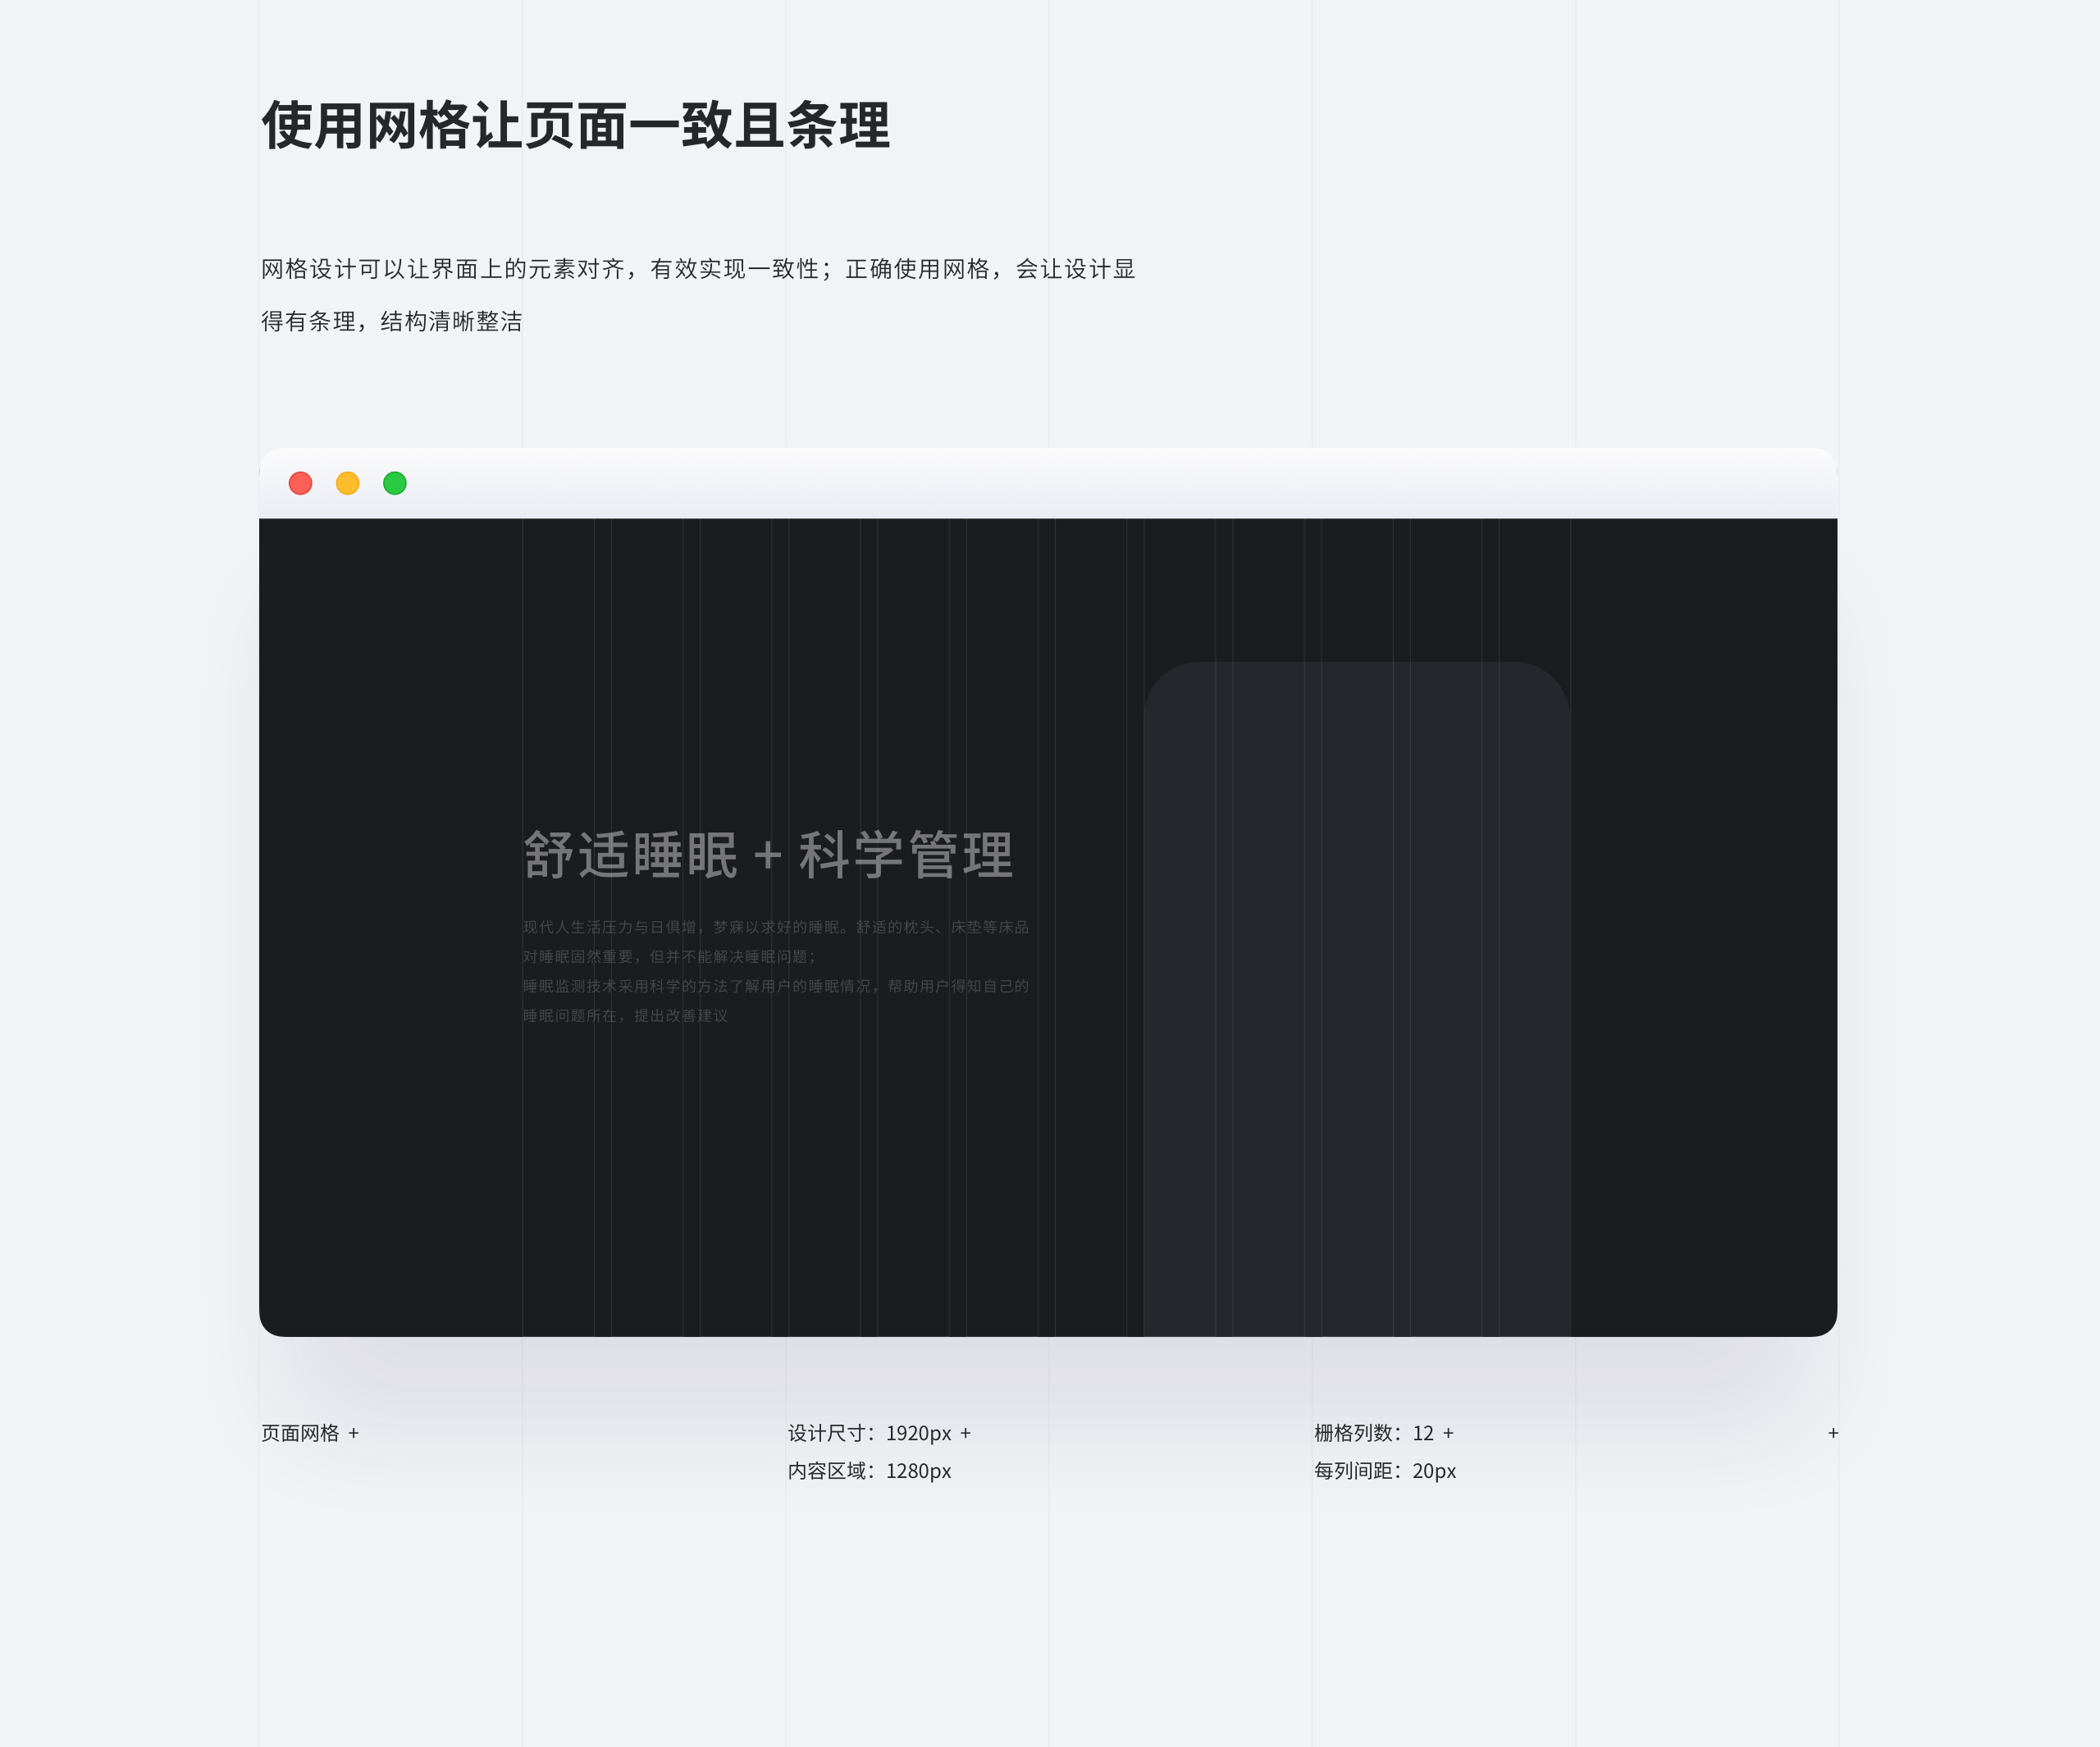 使用网格让页面一致且条理
网格设计可以让界面上的元素对齐，有效实现一致性；正确使用网格，会让设计显
得有条理，结构清晰整洁
舒适睡眠 + 科学管理
现代人生活压力与日俱增，梦寐以求好的睡眠。舒适的枕头、床垫等床品
对睡眠固然重要，但并不能解决睡眠问题；
睡眠监测技术采用科学的方法了解用户的睡眠情况，帮助用户得知自己的
睡眠问题所在，提出改善建议
页面网格 +
设计尺寸：1920px +
内容区域：1280px
栅格列数：12 +
每列间距：20px
+